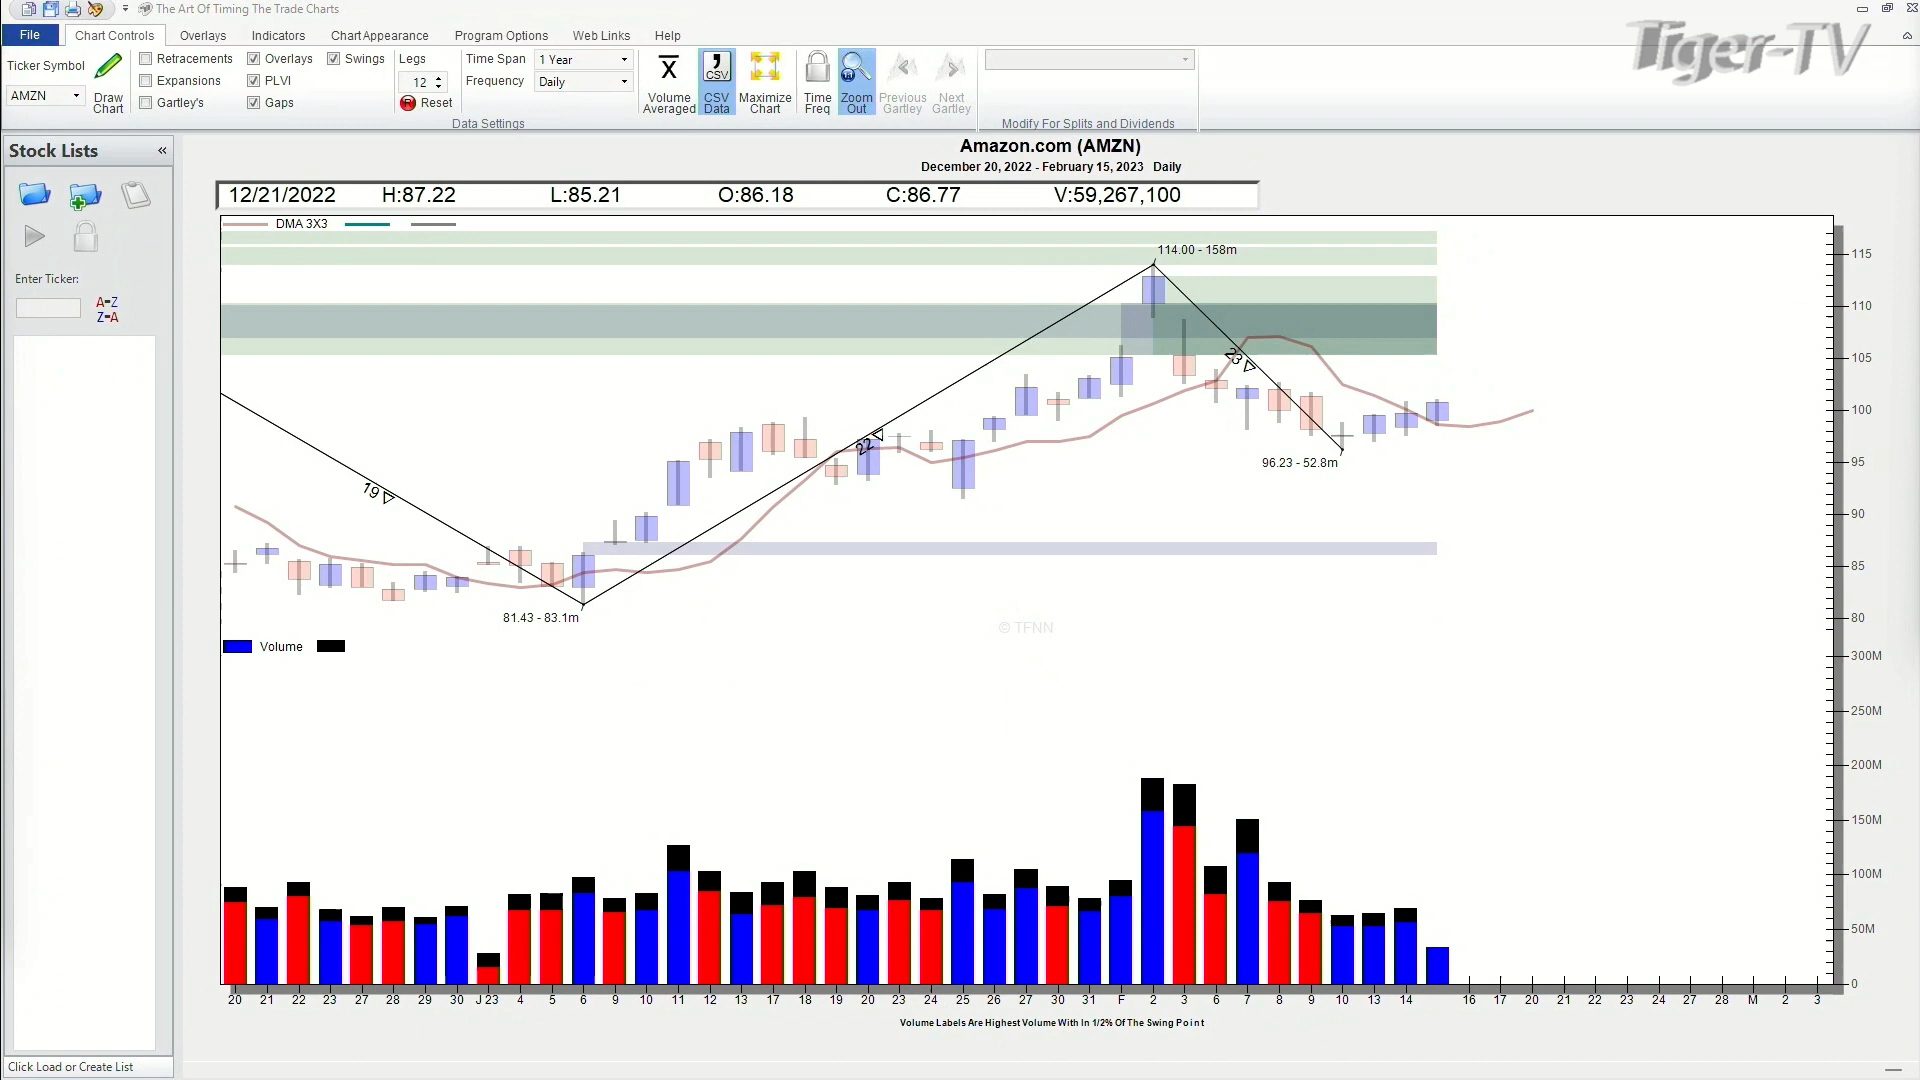 The Art Of Timing The Trade Charts
File Chart Controls Overlays Indicators Chart Appearance Program Options Web Links Help
Tiger-TV
Ticker Symbol
AMZN
Draw Chart
Retracements
Expansions
Gartley's
Overlays
PLVI
Gaps
Swings
Legs
12
Reset
Time Span 1 Year
Frequency Daily
Volume Averaged
CSV Data
Maximize Chart
Time Freq
Zoom Out
Previous Gartley
Next Gartley
Data Settings
Modify For Splits and Dividends
Stock Lists
Enter Ticker:
A=Z
Z=A
Click Load or Create List
Amazon.com (AMZN)
December 20, 2022 - February 15, 2023 Daily
12/21/2022 H:87.22 L:85.21 O:86.18 C:86.77 V:59,267,100
DMA 3X3
114.00 - 158m
23
22
19
96.23 - 52.8m
81.43 - 83.1m
© TFNN
115
110
105
100
95
90
85
80
Volume
300M
250M
200M
150M
100M
50M
0
20 21 22 23 27 28 29 30 J 23 4 5 6 9 10 11 12 13 17 18 19 20 23 24 25 26 27 30 31 F 2 3 6 7 8 9 10 13 14 16 17 20 21 22 23 24 27 28 M 2 3
Volume Labels Are Highest Volume With In 1/2% Of The Swing Point